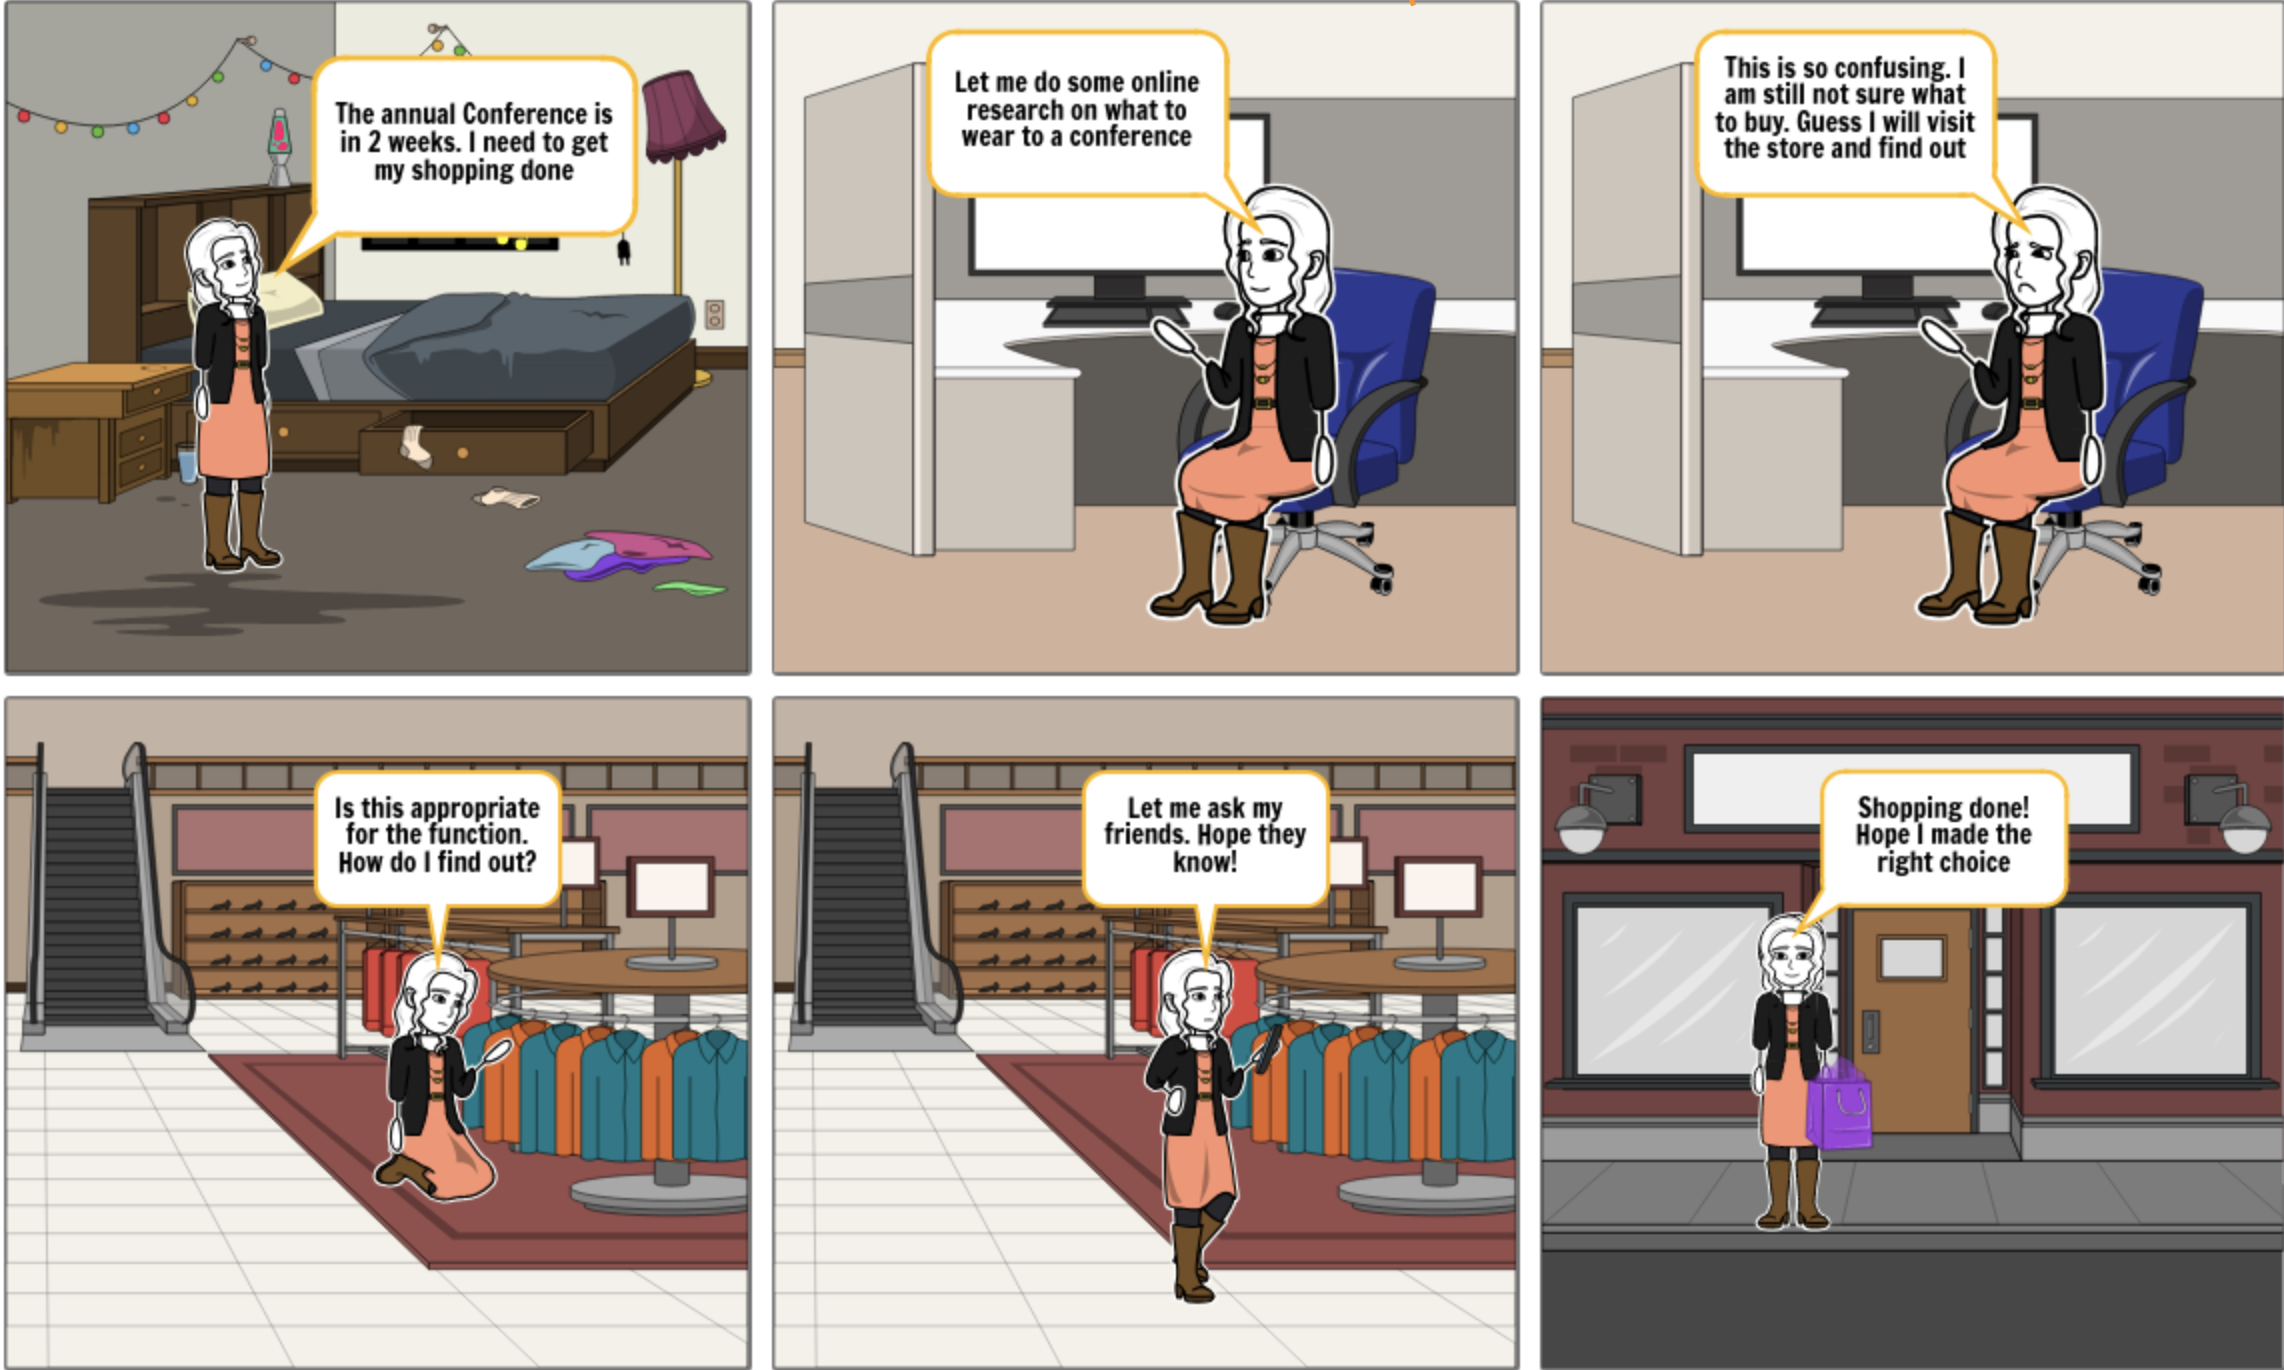 The annual Conference is
in 2 weeks. I need to get
my shopping done
Let me do some online
research on what to
wear to a conference
This is so confusing. I
am still not sure what
to buy. Guess I will visit
the store and find out
Is this appropriate
for the function.
How do I find out?
Let me ask my
friends. Hope they
know!
Shopping done!
Hope I made the
right choice